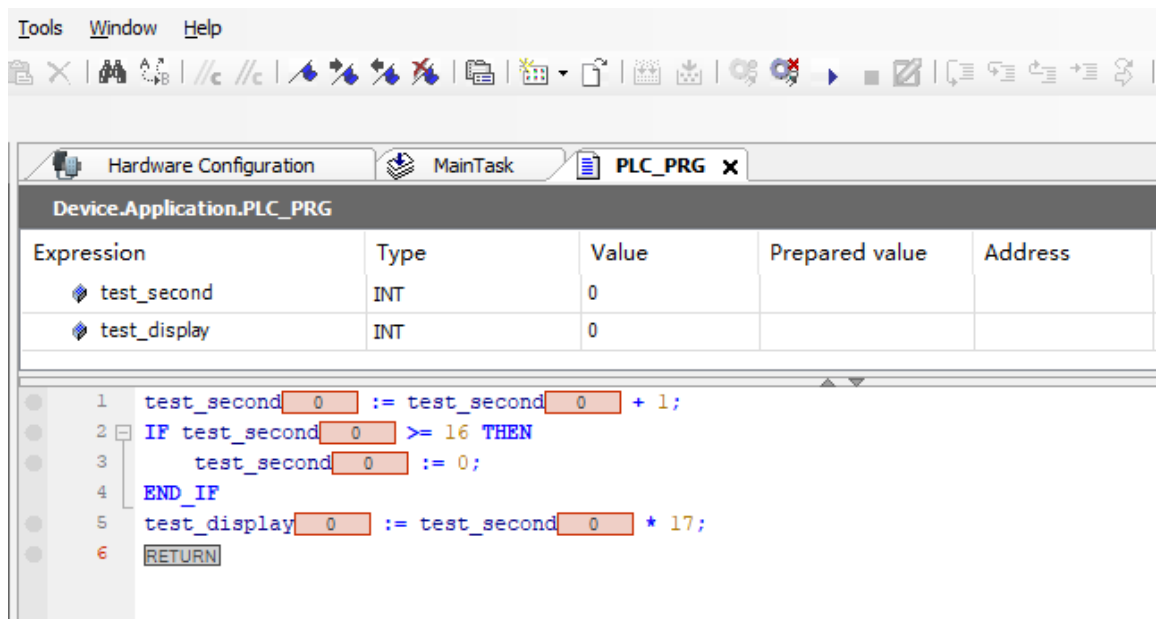 Tools Window Help
Hardware Configuration MainTask PLC_PRG X
Device.Application.PLC_PRG
Expression Type Value Prepared value Address
test_second INT 0
test_display INT 0
1 test_second 0 := test_second 0 + 1;
2 IF test_second 0 >= 16 THEN
3 test_second 0 := 0;
4 END_IF
5 test_display 0 := test_second 0 * 17;
6 RETURN